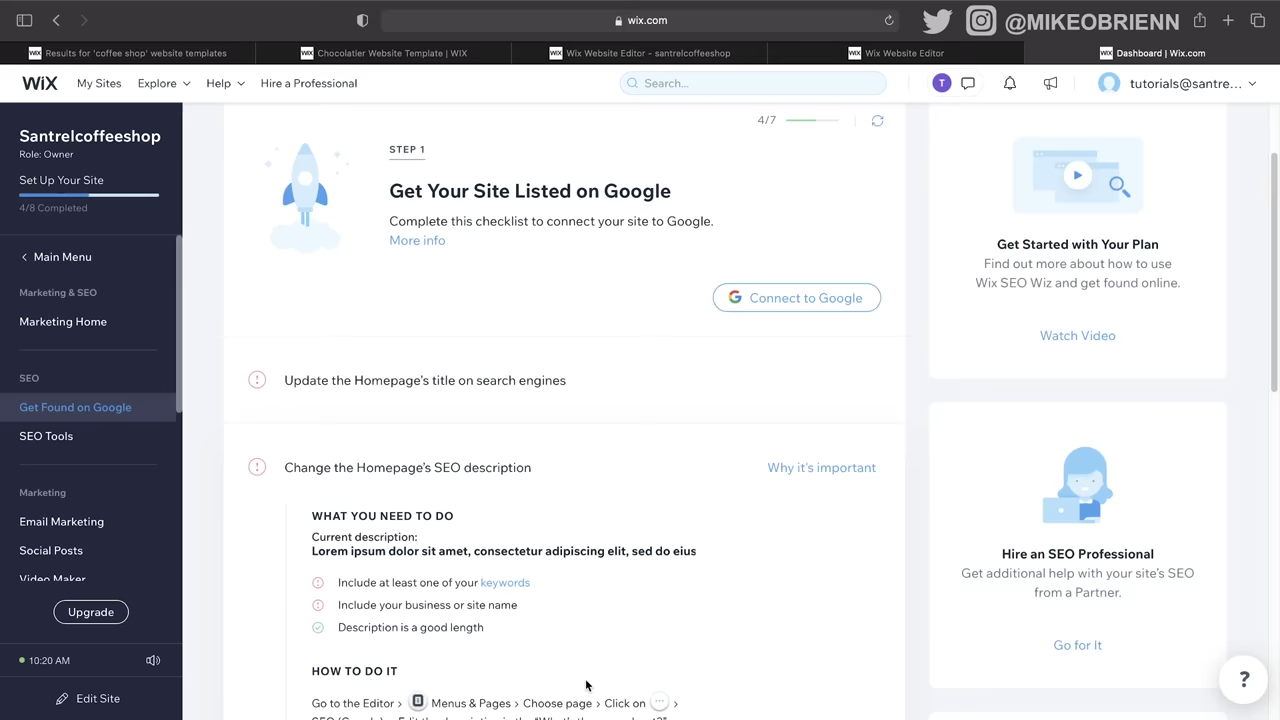 wix.com
@MIKEOBRIENN
WIX Results for 'coffee shop' website templates
WIX Chocolatier Website Template | WIX
WIX Wix Website Editor - santrelcoffeeshop
WIX Wix Website Editor
WIX Dashboard | Wix.com
WIX My Sites Explore Help Hire a Professional Search... T tutorials@santre...
Santrelcoffeeshop
Role: Owner
Set Up Your Site
4/8 Completed
Main Menu
Marketing & SEO
Marketing Home
SEO
Get Found on Google
SEO Tools
Marketing
Email Marketing
Social Posts
Video Maker
Upgrade
10:20 AM
Edit Site
4/7
STEP 1
Get Your Site Listed on Google
Complete this checklist to connect your site to Google.
More info
G Connect to Google
Update the Homepage's title on search engines
Change the Homepage's SEO description Why it's important
WHAT YOU NEED TO DO
Current description:
Lorem ipsum dolor sit amet, consectetur adipiscing elit, sed do eius
Include at least one of your keywords
Include your business or site name
Description is a good length
HOW TO DO IT
Go to the Editor › Menus & Pages › Choose page › Click on ··· ›
Get Started with Your Plan
Find out more about how to use
Wix SEO Wiz and get found online.
Watch Video
Hire an SEO Professional
Get additional help with your site's SEO
from a Partner.
Go for It
?